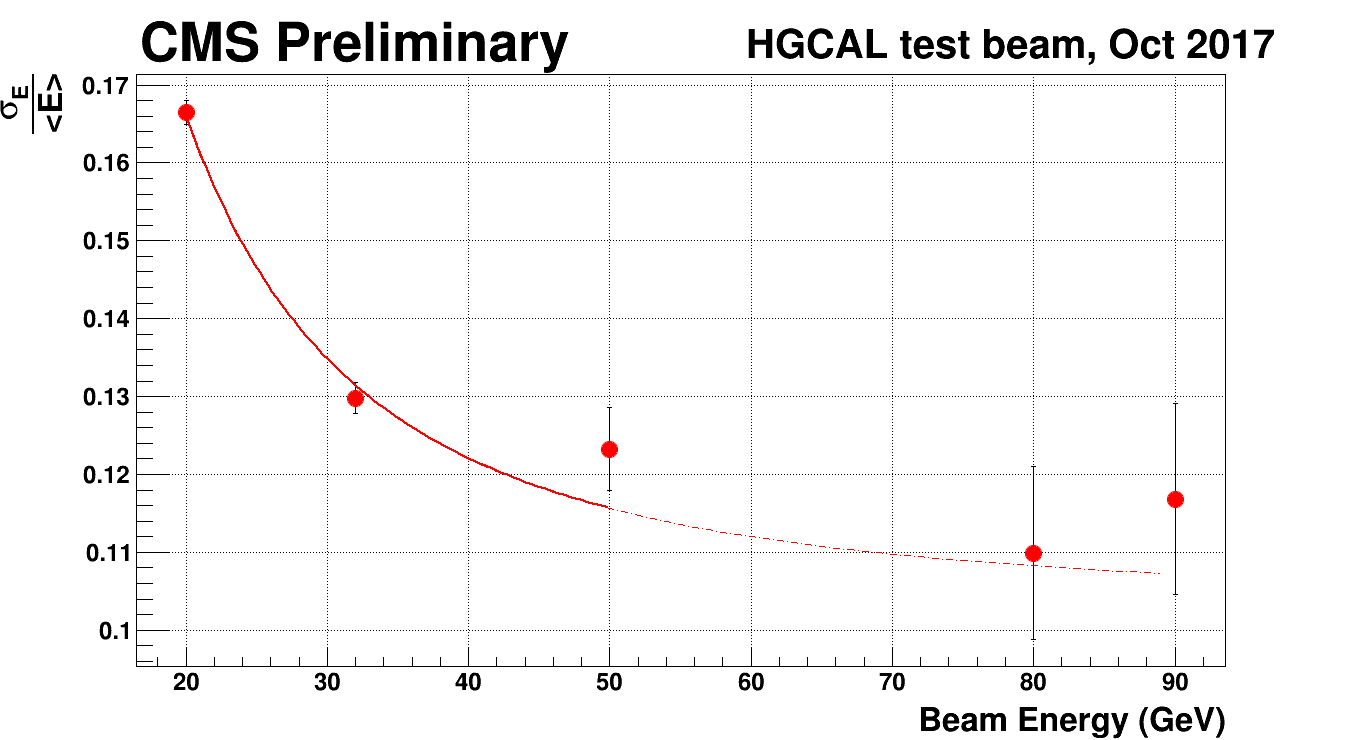 CMS Preliminary
HGCAL test beam, Oct 2017
σE
<E>
0.17
0.16
0.15
0.14
0.13
0.12
0.11
0.1
20 30 40 50 60 70 80 90
Beam Energy (GeV)